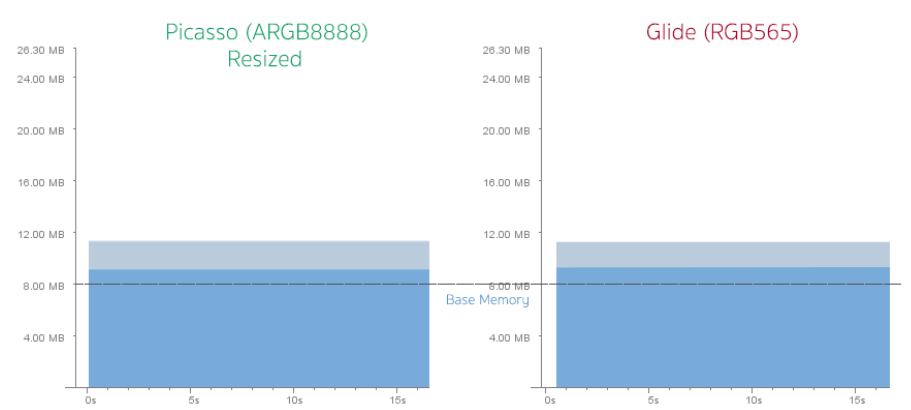 Picasso (ARGB8888)
Resized
26.30 MB
24.00 MB
20.00 MB
16.00 MB
12.00 MB
8.00 MB
4.00 MB
0s
5s
10s
15s
Base Memory
Glide (RGB565)
26.30 MB
24.00 MB
20.00 MB
16.00 MB
12.00 MB
8.00 MB
4.00 MB
0s
5s
10s
15s